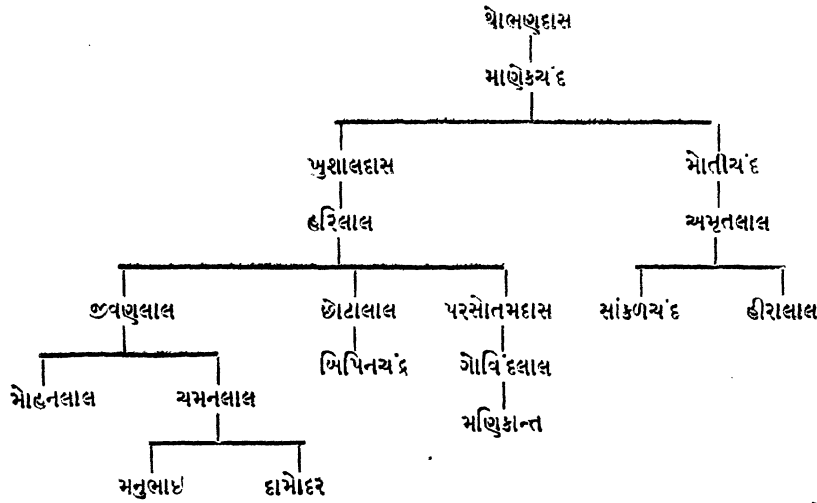 થોભણદાસ
માણેકચંદ
ખુશાલદાસ મોતીચંદ
હરિલાલ અમૃતલાલ
જીવણલાલ છોટાલાલ પરસોતમદાસ સાંકળચંદ હીરાલાલ
બિપિનચંદ્ર ગોવિંદલાલ
મોહનલાલ ચમનલાલ
મણિકાન્ત
મનુભાઇ દામોદર